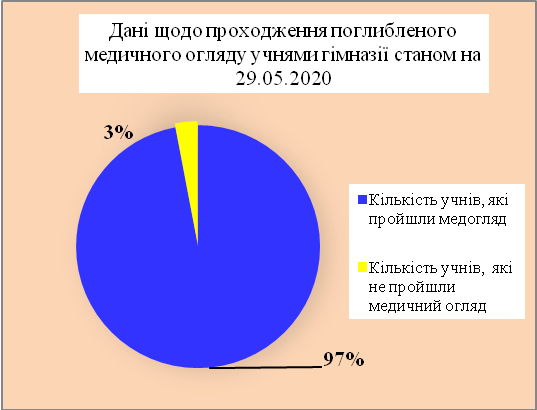 Дані щодо проходження поглибленого
медичного огляду учнями гімназії станом на
29.05.2020
3%
Кількість учнів, які
пройшли медогляд
Кількість учнів, які
не пройшли
медичний огляд
97%